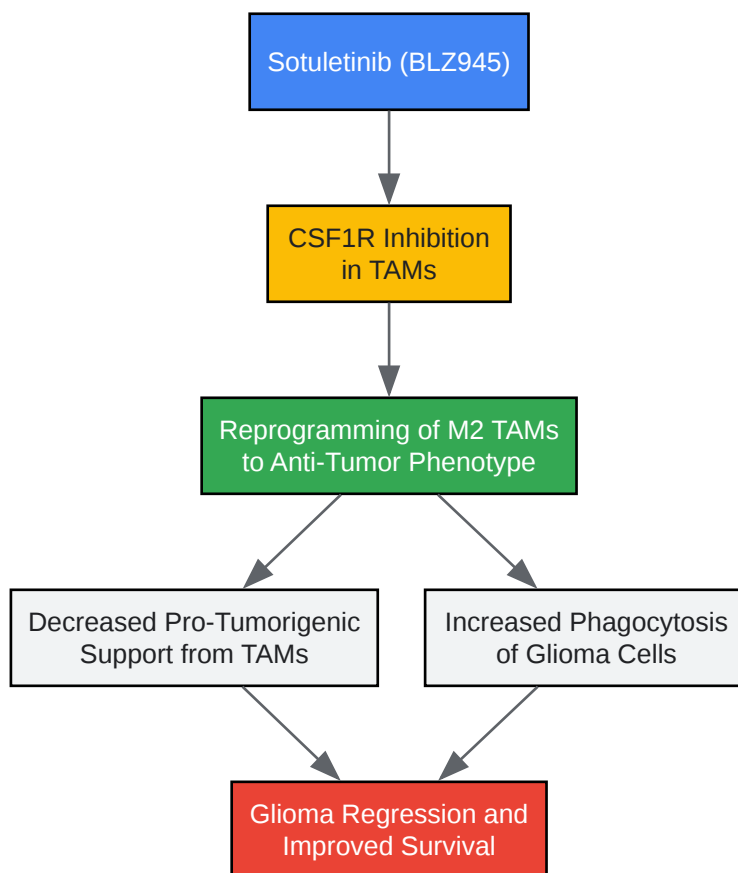 Sotuletinib (BLZ945)
CSF1R Inhibition
in TAMs
Reprogramming of M2 TAMs
to Anti-Tumor Phenotype
Decreased Pro-Tumorigenic
Support from TAMs
Increased Phagocytosis
of Glioma Cells
Glioma Regression and
Improved Survival